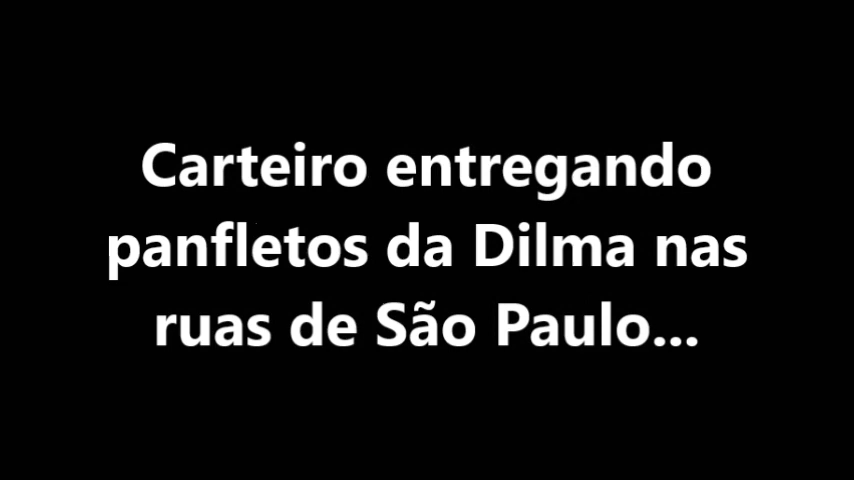 Carteiro entregando
panfletos da Dilma nas
ruas de São Paulo...